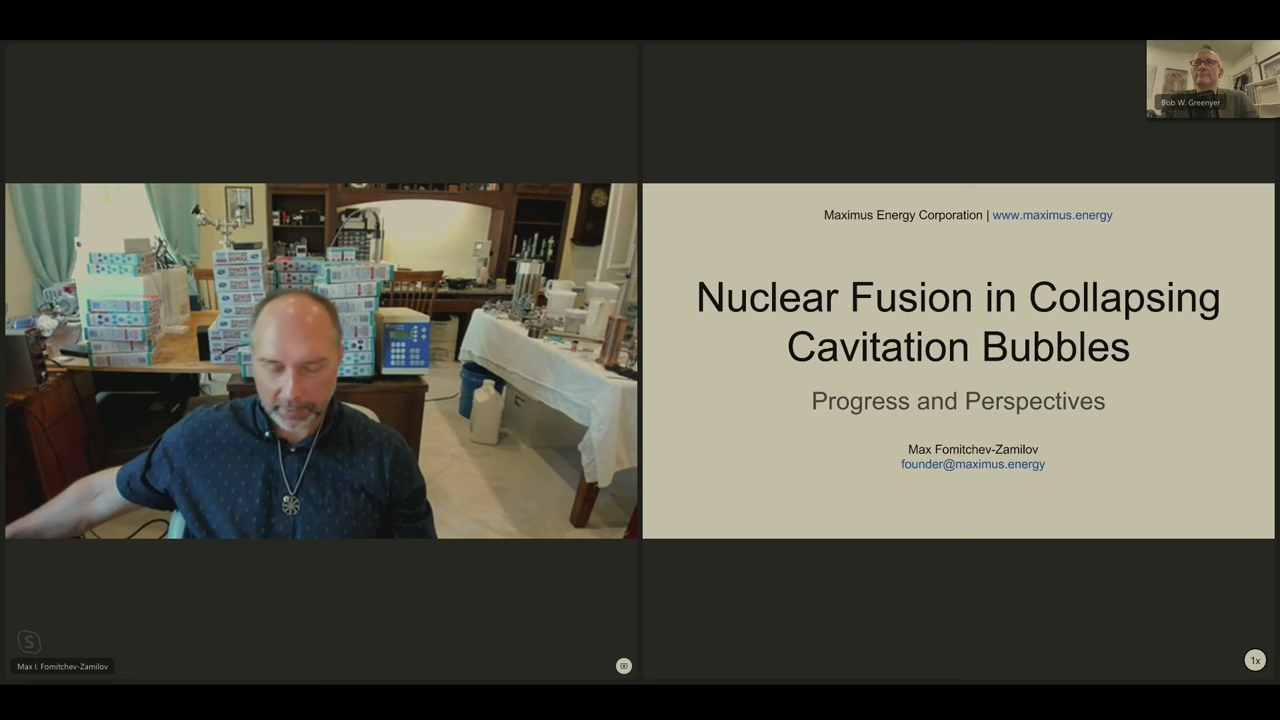 Bob W. Greenyer
Maximus Energy Corporation | www.maximus.energy
Nuclear Fusion in Collapsing
Cavitation Bubbles
Progress and Perspectives
Max Fomitchev-Zamilov
founder@maximus.energy
Max I. Fomitchev-Zamilov
1x